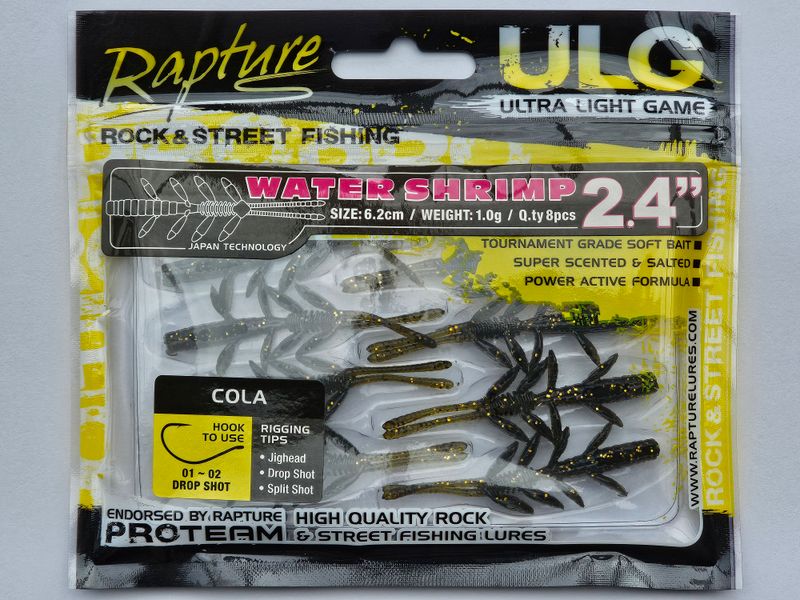 Rapture
ULG
ULTRA LIGHT GAME
ROCK & STREET FISHING
WATER SHRIMP 2.4"
SIZE: 6.2cm / WEIGHT: 1.0g / Q.ty 8pcs
JAPAN TECHNOLOGY
TOURNAMENT GRADE SOFT BAIT
SUPER SCENTED & SALTED
POWER ACTIVE FORMULA
ROCK & STREET FISHING
WWW.RAPTURELURES.COM
COLA
HOOK
TO USE
01 ~ 02
DROP SHOT
RIGGING
TIPS
• Jighead
• Drop Shot
• Split Shot
ENDORSED BY RAPTURE
PROTEAM
HIGH QUALITY ROCK
& STREET FISHING LURES